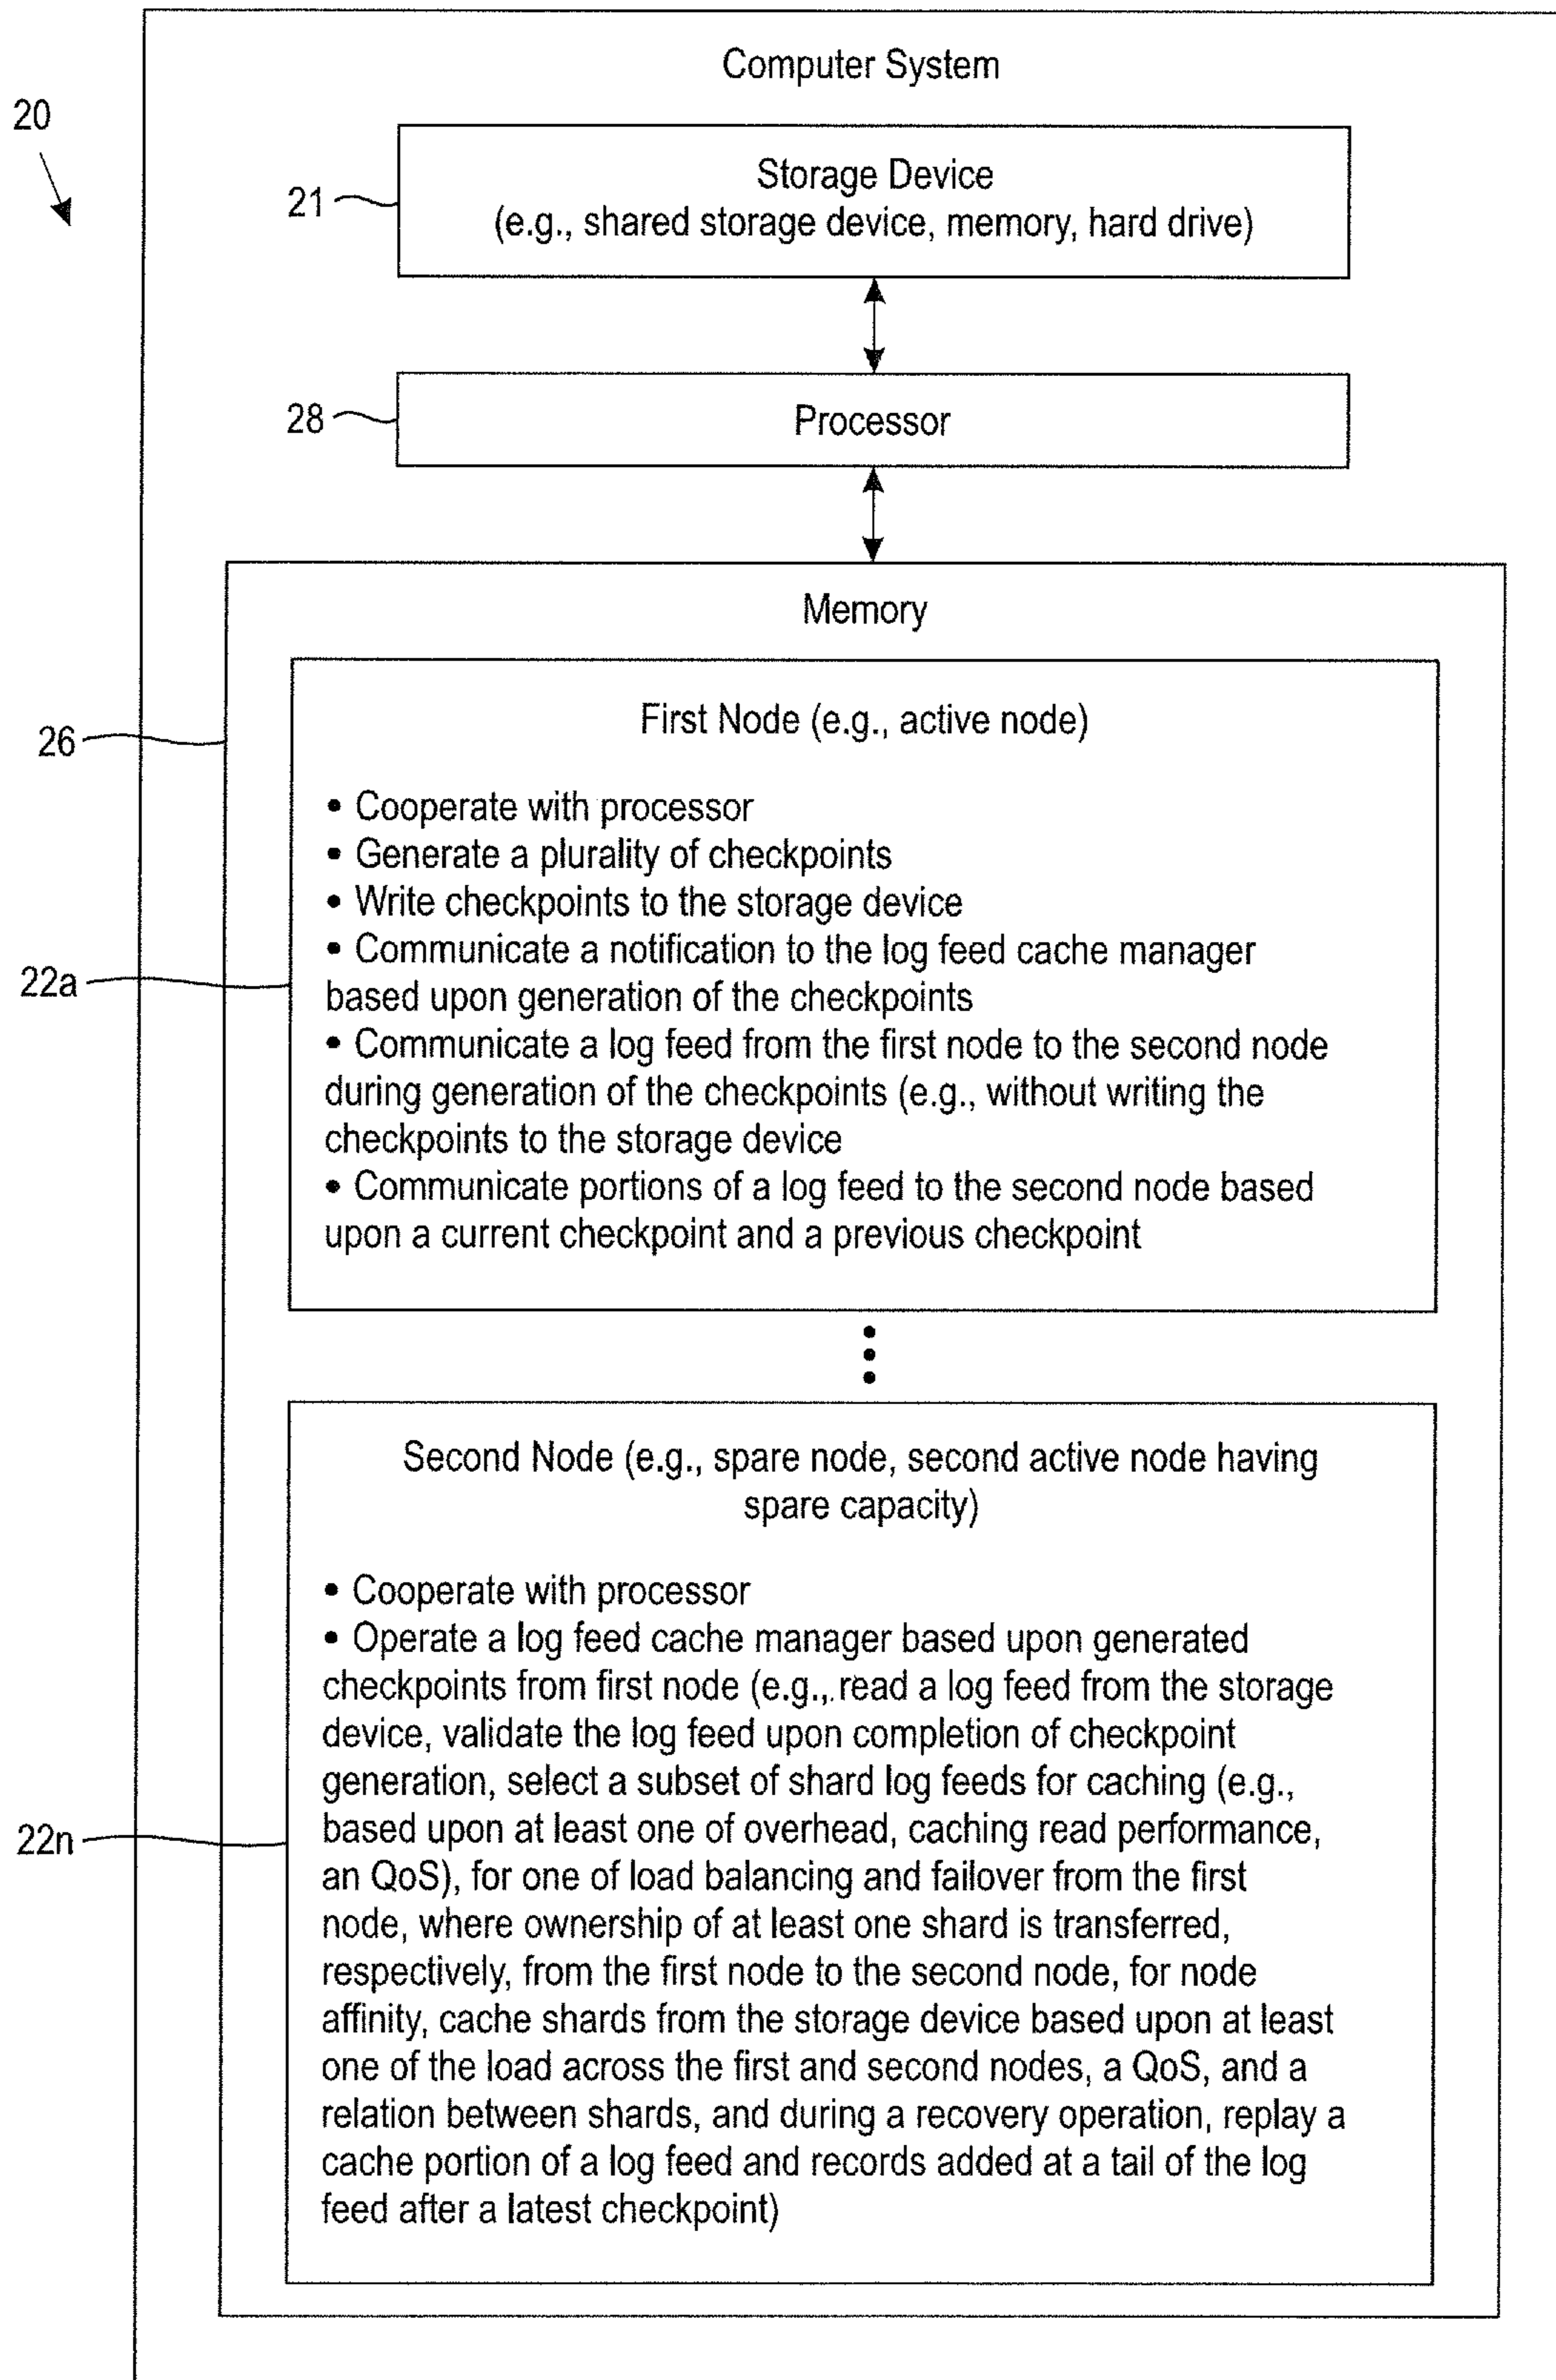 Computer System
20
Storage Device
21
(e.g., shared storage device, memory, hard drive)
28
Processor
Memory
First Node (e.g., active node)
26
• Cooperate with processor
• Generate a plurality of checkpoints
• Write checkpoints to the storage device
• Communicate a notification to the log feed cache manager
22a
based upon generation of the checkpoints
• Communicate a log feed from the first node to the second node
during generation of the checkpoints (e.g., without writing the
checkpoints to the storage device
• Communicate portions of a log feed to the second node based
upon a current checkpoint and a previous checkpoint
Second Node (e.g., spare node, second active node having
spare capacity)
• Cooperate with processor
• Operate a log feed cache manager based upon generated
checkpoints from first node (e.g., read a log feed from the storage
device, validate the log feed upon completion of checkpoint
generation, select a subset of shard log feeds for caching (e.g.,
22n
based upon at least one of overhead, caching read performance,
an QoS), for one of load balancing and failover from the first
node, where ownership of at least one shard is transferred,
respectively, from the first node to the second node, for node
affinity, cache shards from the storage device based upon at least
one of the load across the first and second nodes, a QoS, and a
relation between shards, and during a recovery operation, replay a
cache portion of a log feed and records added at a tail of the log
feed after a latest checkpoint)